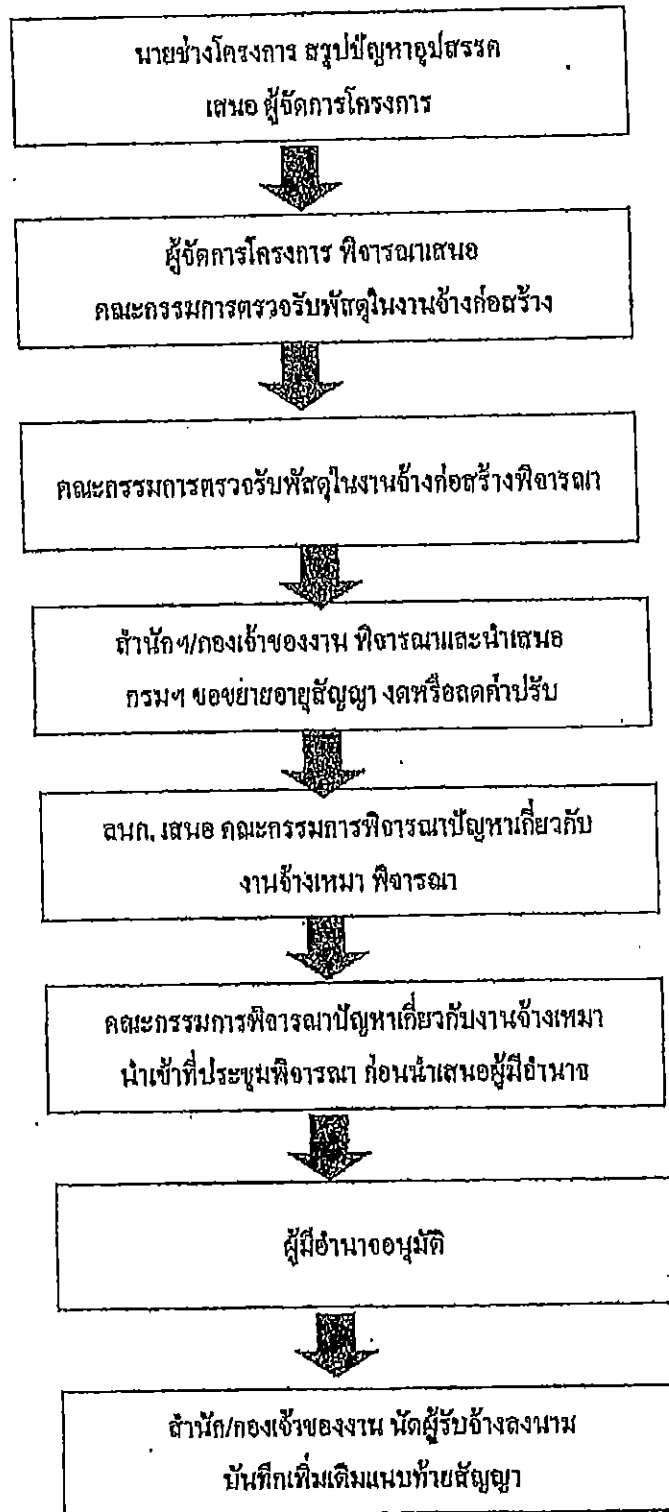 นายช่างโครงการ สรุปปัญหาอุปสรรค
เสนอ ผู้จัดการโครงการ
ผู้จัดการโครงการ พิจารณาเสนอ
คณะกรรมการตรวจรับพัสดุในงานจ้างก่อสร้าง
คณะกรรมการตรวจรับพัสดุในงานจ้างก่อสร้างพิจารณา
สำนักฯ/กองเจ้าของงาน พิจารณาและนำเสนอ
กรมฯ ขอขยายอายุสัญญา งดหรือลดค่าปรับ
ลนก. เสนอ คณะกรรมการพิจารณาปัญหาเกี่ยวกับ
งานจ้างเหมา พิจารณา
คณะกรรมการพิจารณาปัญหาเกี่ยวกับงานจ้างเหมา
นำเข้าที่ประชุมพิจารณา ก่อนนำเสนอผู้มีอำนาจ
ผู้มีอำนาจอนุมัติ
สำนัก/กองเจ้าของงาน นัดผู้รับจ้างลงนาม
บันทึกเพิ่มเติมแนบท้ายสัญญา